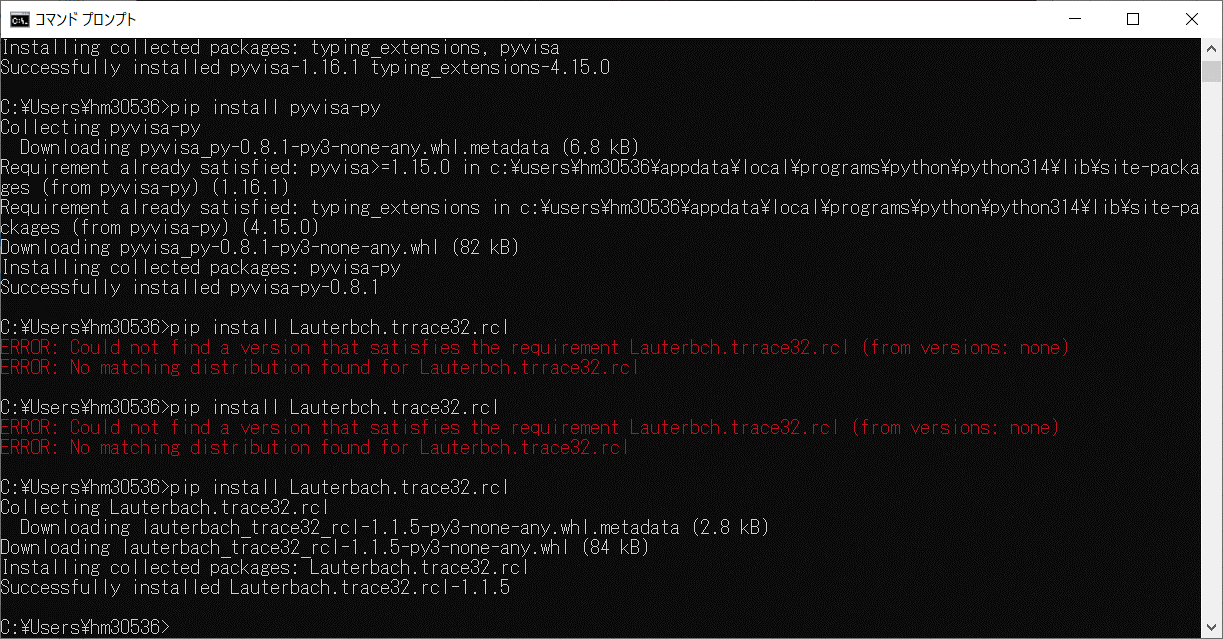 コマンド プロンプト
Installing collected packages: typing_extensions, pyvisa
Successfully installed pyvisa-1.16.1 typing_extensions-4.15.0
C:¥Users¥hm30536>pip install pyvisa-py
Collecting pyvisa-py
  Downloading pyvisa_py-0.8.1-py3-none-any.whl.metadata (6.8 kB)
Requirement already satisfied: pyvisa>=1.15.0 in c:¥users¥hm30536¥appdata¥local¥programs¥python¥python314¥lib¥site-packa
ges (from pyvisa-py) (1.16.1)
Requirement already satisfied: typing_extensions in c:¥users¥hm30536¥appdata¥local¥programs¥python¥python314¥lib¥site-pa
ckages (from pyvisa-py) (4.15.0)
Downloading pyvisa_py-0.8.1-py3-none-any.whl (82 kB)
Installing collected packages: pyvisa-py
Successfully installed pyvisa-py-0.8.1
C:¥Users¥hm30536>pip install Lauterbch.trrace32.rcl
ERROR: Could not find a version that satisfies the requirement Lauterbch.trrace32.rcl (from versions: none)
ERROR: No matching distribution found for Lauterbch.trrace32.rcl
C:¥Users¥hm30536>pip install Lauterbch.trace32.rcl
ERROR: Could not find a version that satisfies the requirement Lauterbch.trace32.rcl (from versions: none)
ERROR: No matching distribution found for Lauterbch.trace32.rcl
C:¥Users¥hm30536>pip install Lauterbach.trace32.rcl
Collecting Lauterbach.trace32.rcl
  Downloading lauterbach_trace32_rcl-1.1.5-py3-none-any.whl.metadata (2.8 kB)
Downloading lauterbach_trace32_rcl-1.1.5-py3-none-any.whl (84 kB)
Installing collected packages: Lauterbach.trace32.rcl
Successfully installed Lauterbach.trace32.rcl-1.1.5
C:¥Users¥hm30536>